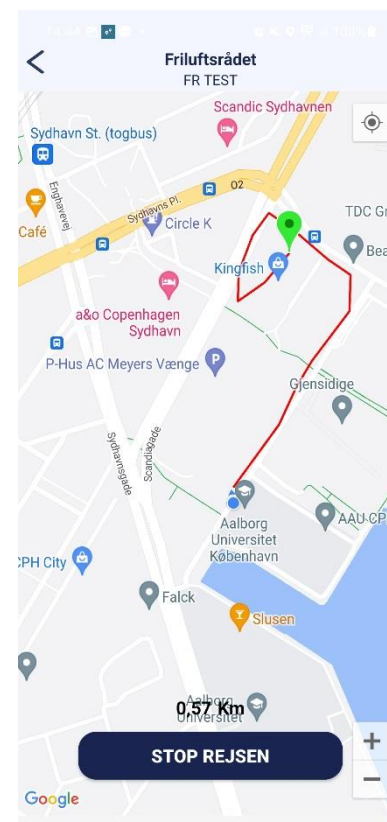 Friluftsrådet
FR TEST
Scandic Sydhavnen
Sydhavn St. (togbus)
Enghavevej
O2
Sydhavns Pl.
TDC Gr
Café
Circle K
Bea
Kingfish
a&o Copenhagen
Sydhavn
P-Hus AC Meyers Vænge
P
Gjensidige
Sydhavnsgade
Scandiagade
Aalborg
Universitet
København
AAU CP
CPH City
Falck
Slusen
Aalborg
Universitet
0,57 Km
STOP REJSEN
+
−
Google